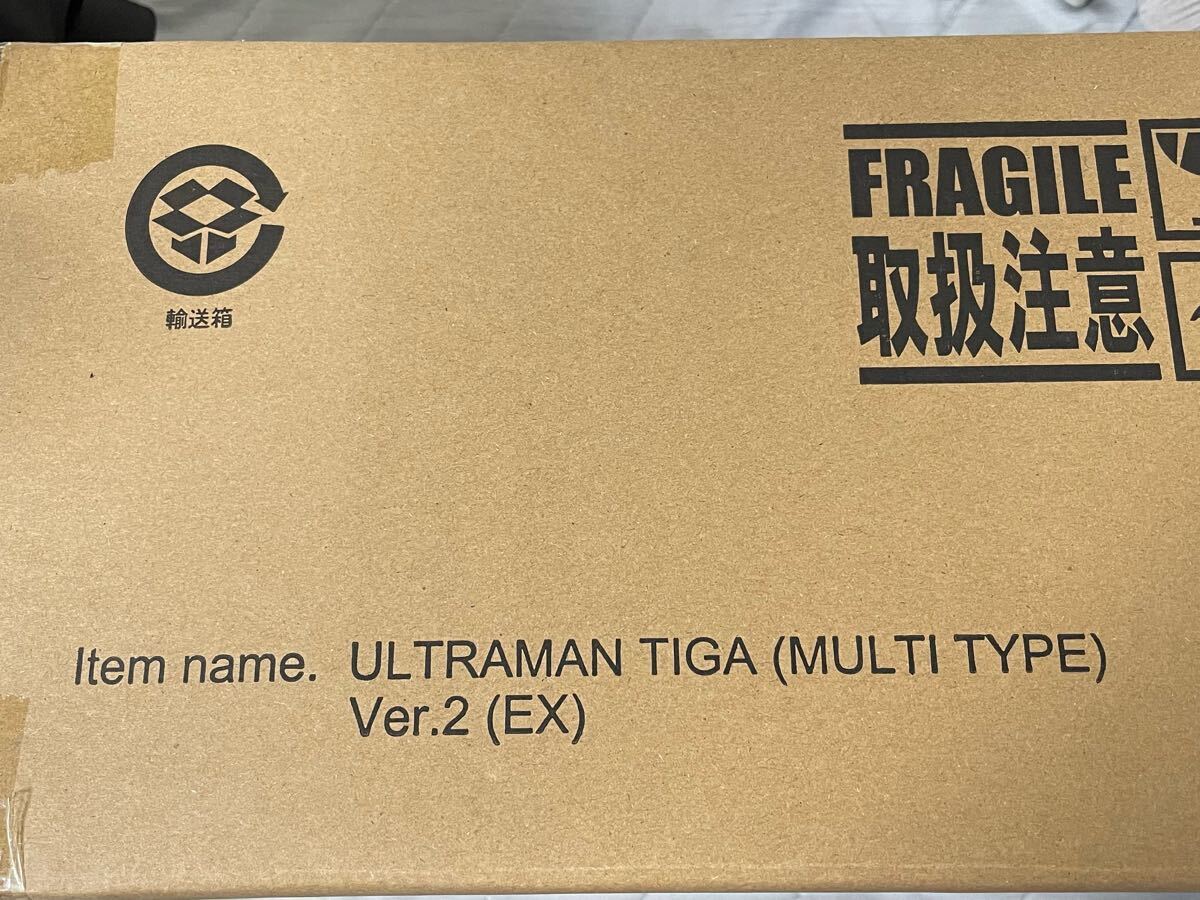 輸送箱
FRAGILE
取扱注意
Item name. ULTRAMAN TIGA (MULTI TYPE)
Ver.2 (EX)